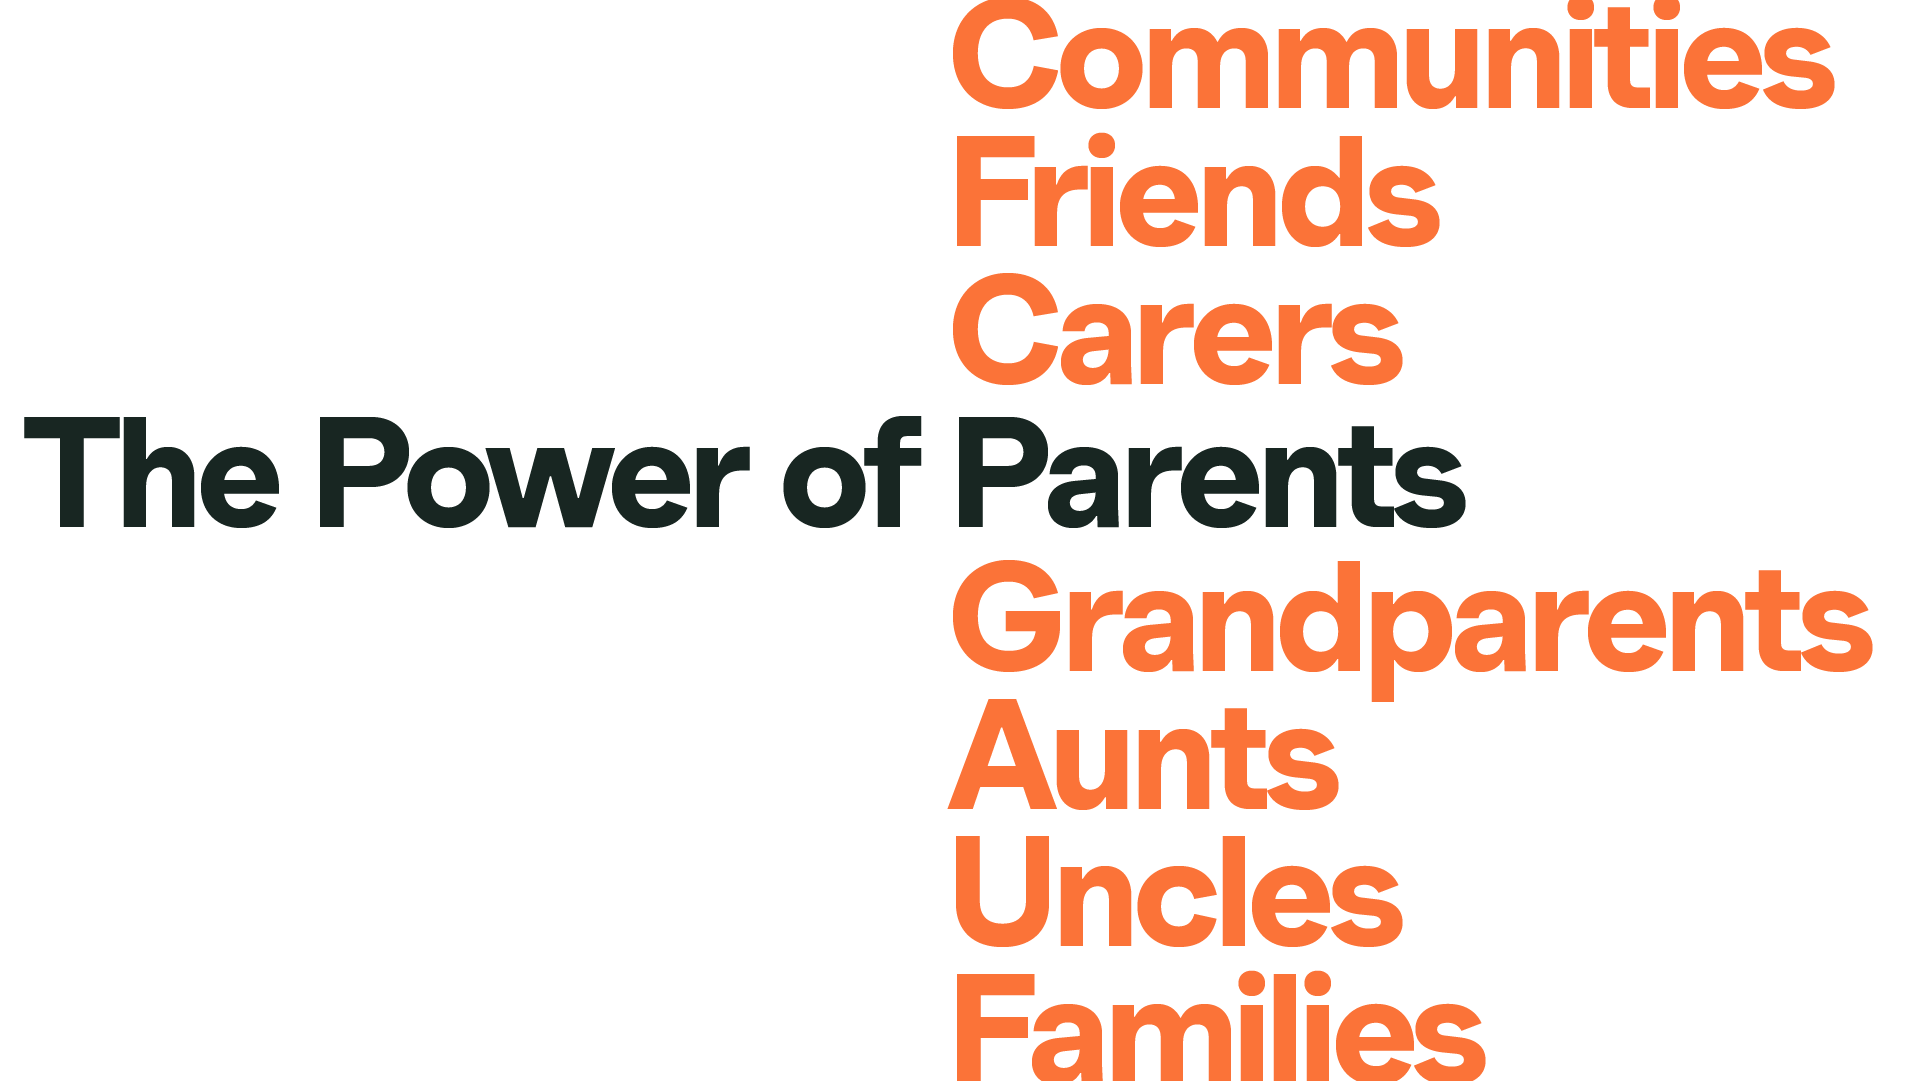 Communities
Friends
Carers
The Power of Parents
Grandparents
Aunts
Uncles
Families